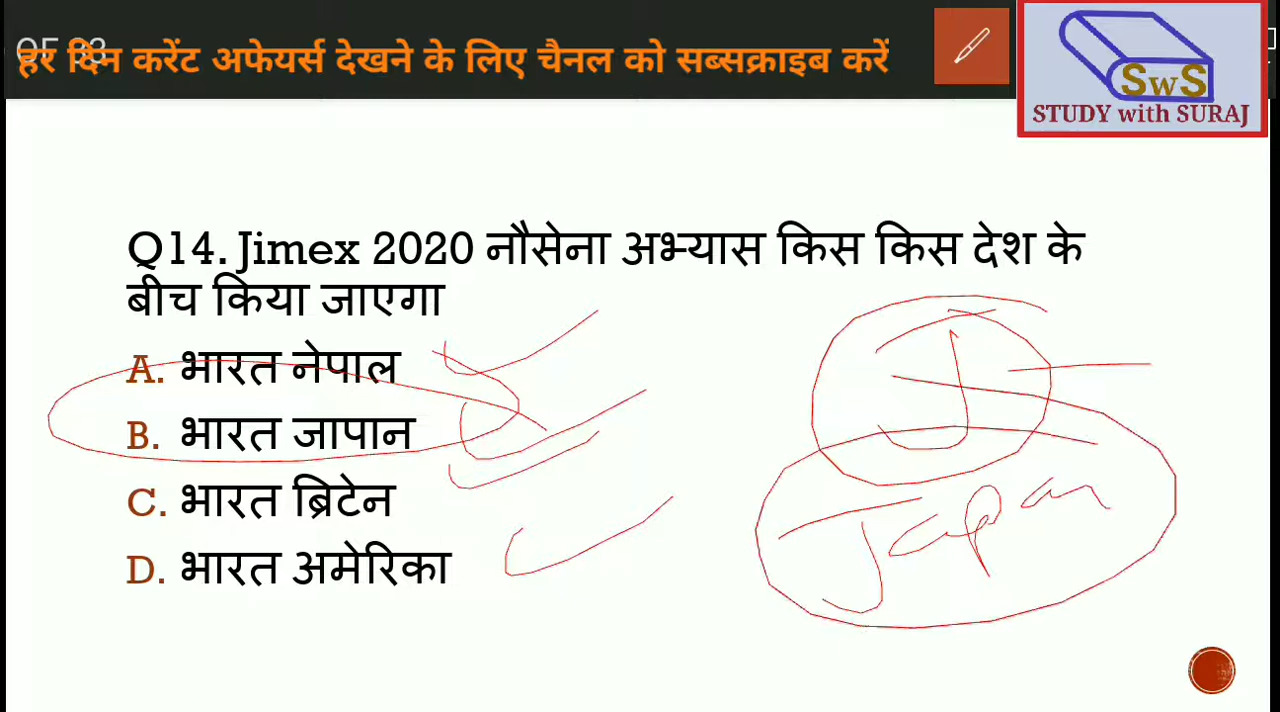 हर दिन करेंट अफेयर्स देखने के लिए चैनल को सब्सक्राइब करें
SwS
STUDY with SURAJ
Q14. Jimex 2020 नौसेना अभ्यास किस किस देश के
बीच किया जाएगा
A. भारत नेपाल
B. भारत जापान
C. भारत ब्रिटेन
D. भारत अमेरिका
J
Japan